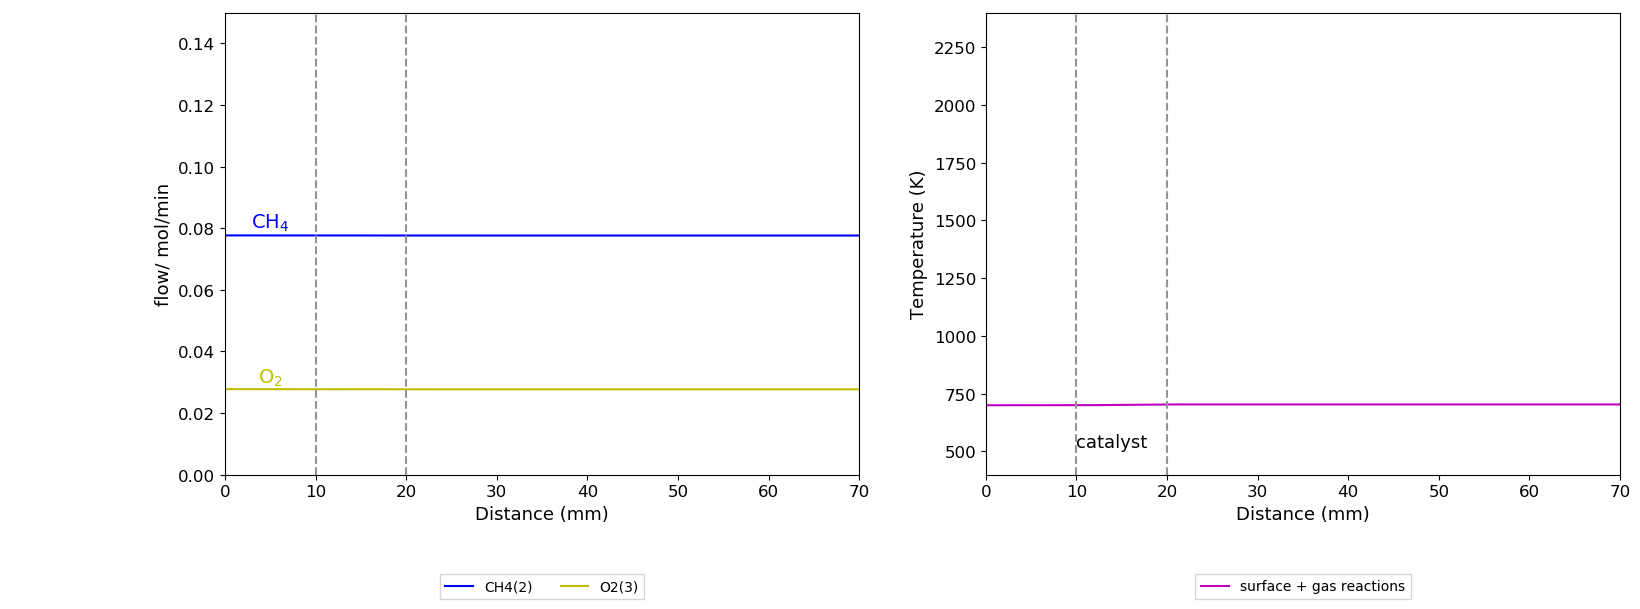 0.14
0.12
0.10
0.08
0.06
0.04
0.02
0.00
flow/ mol/min
CH₄
O₂
0 10 20 30 40 50 60 70
Distance (mm)
CH4(2) O2(3)
2250
2000
1750
1500
1250
1000
750
500
Temperature (K)
catalyst
0 10 20 30 40 50 60 70
Distance (mm)
surface + gas reactions